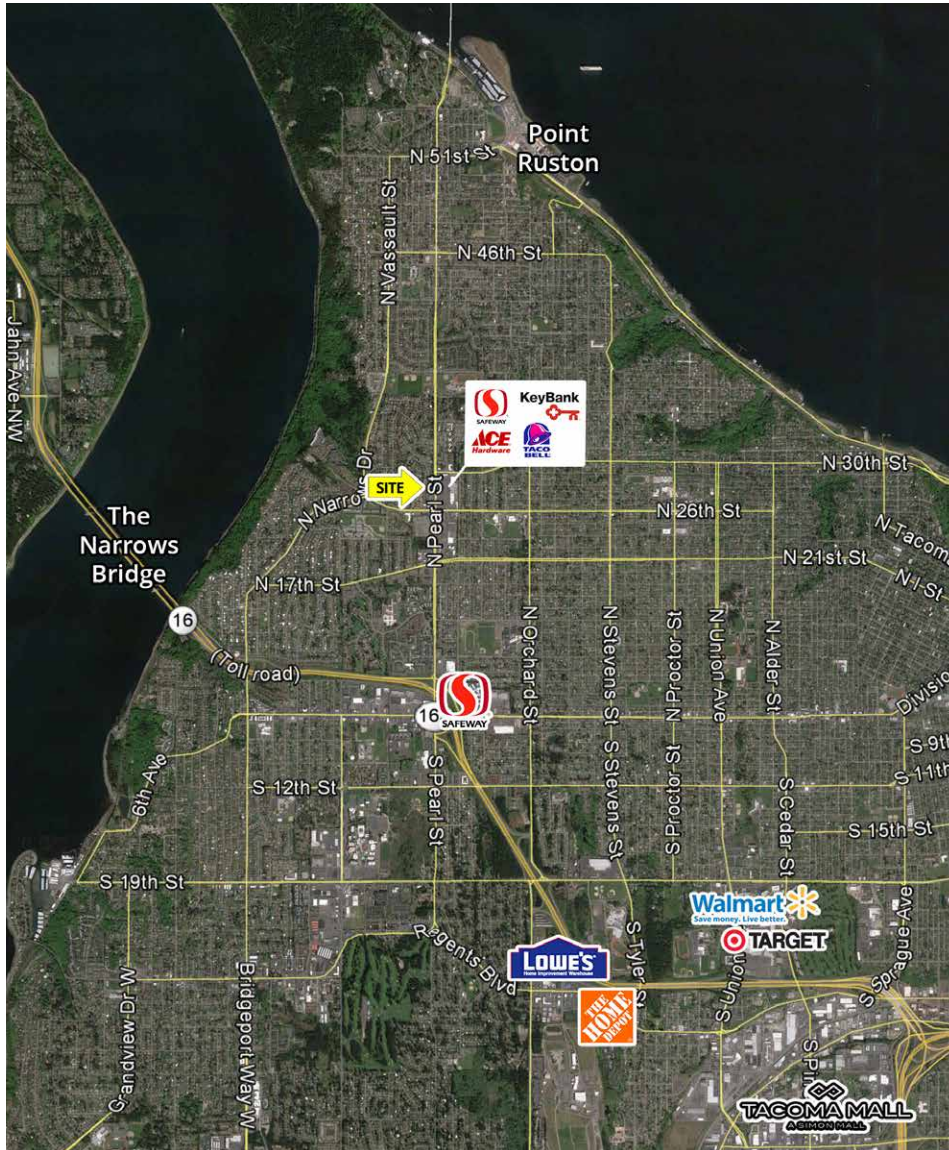 Point
Ruston
N 51st St
N Vassault St
N 46th St
Jahn Ave NW
SAFEWAY
KeyBank
ACE
Hardware
TACO
BELL
N 30th St
SITE
N Pearl St
N Narrows Dr
N 26th St
The
Narrows
Bridge
N Tacoma
N 21st St
N I St
N 17th St
16
(Toll road)
N Orchard St
N Stevens St
N Proctor St
N Union Ave
N Alder St
Division
16
SAFEWAY
S 9th
S 11th
6th Ave
S 12th St
S Pearl St
S Stevens St
S Proctor St
S Cedar St
S 15th St
S 19th St
Walmart
Save money. Live better.
TARGET
Regents Blvd
LOWE'S
Home Improvement Warehouse
S Tyler S
S Union
S Sprague Ave
Grandview Dr W
Bridgeport Way W
THE
HOME
DEPOT
S Pin
TACOMA MALL
A SIMON MALL